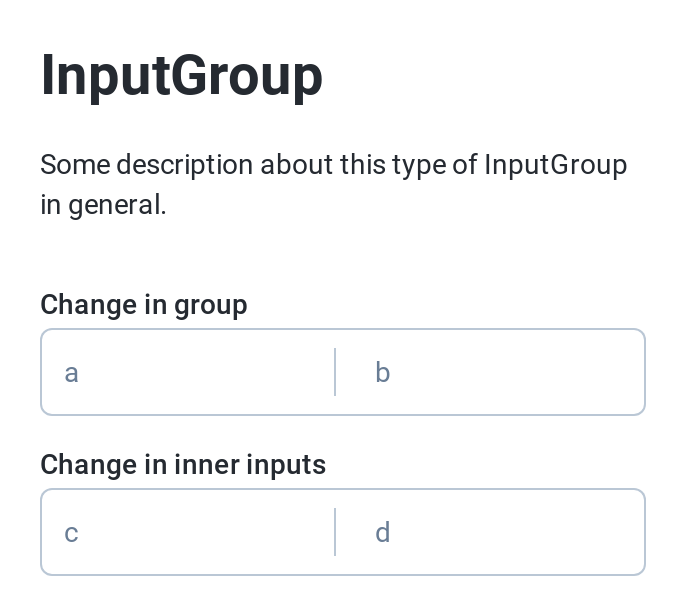 InputGroup
Some description about this type of InputGroup
in general.
Change in group
a b
Change in inner inputs
c d